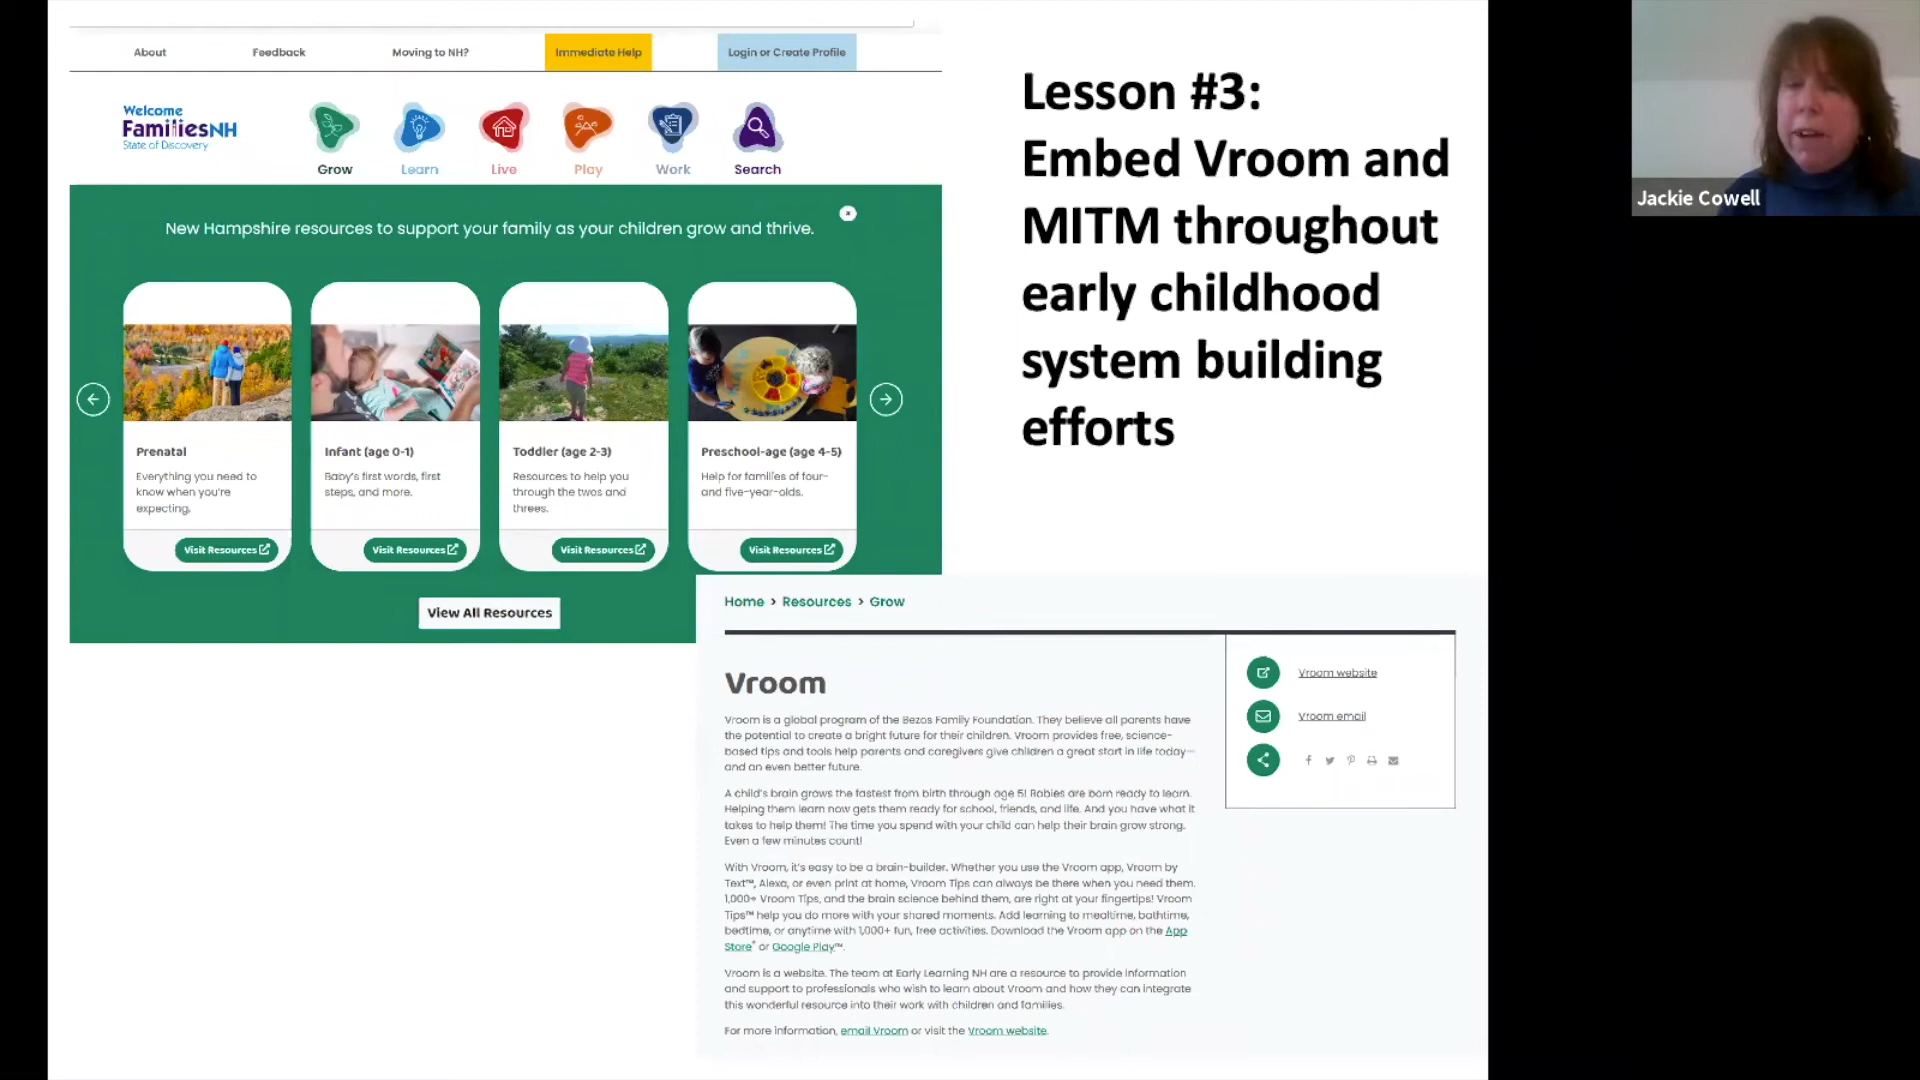 About
Feedback
Moving to NH?
Immediate Help
Login or Create Profile
Welcome
FamiliesNH
State of Discovery
Grow
Learn
Live
Play
Work
Search
New Hampshire resources to support your family as your children grow and thrive.
Prenatal
Everything you need to
know when you're
expecting.
Visit Resources
Infant (age 0-1)
Baby's first words, first
steps, and more.
Visit Resources
Toddler (age 2-3)
Resources to help you
through the twos and
threes.
Visit Resources
Preschool-age (age 4-5)
Help for families of four-
and five-year-olds.
Visit Resources
View All Resources
Lesson #3:
Embed Vroom and
MITM throughout
early childhood
system building
efforts
Jackie Cowell
Home > Resources > Grow
Vroom
Vroom is a global program of the Bezos Family Foundation. They believe all parents have
the potential to create a bright future for their children. Vroom provides free, science-
based tips and tools help parents and caregivers give children a great start in life today—
and an even better future.
A child's brain grows the fastest from birth through age 5! Babies are born ready to learn.
Helping them learn now gets them ready for school, friends, and life. And you have what it
takes to help them! The time you spend with your child can help their brain grow strong.
Even a few minutes count!
With Vroom, it's easy to be a brain-builder. Whether you use the Vroom app, Vroom by
Text™, Alexa, or even print at home, Vroom Tips can always be there when you need them.
1,000+ Vroom Tips, and the brain science behind them, are right at your fingertips! Vroom
Tips™ help you do more with your shared moments. Add learning to mealtime, bathtime,
bedtime, or anytime with 1,000+ fun, free activities. Download the Vroom app on the App
Store® or Google Play™.
Vroom is a website. The team at Early Learning NH are a resource to provide information
and support to professionals who wish to learn about Vroom and how they can integrate
this wonderful resource into their work with children and families.
For more information, email Vroom or visit the Vroom website.
Vroom website
Vroom email